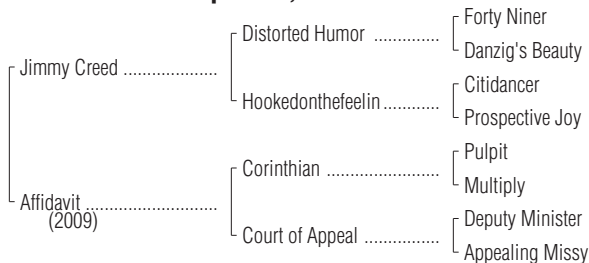 Forty Niner
Distorted Humor ..............
Danzig's Beauty
Jimmy Creed ....................
Citidancer
Hookedonthefeelin ............
Prospective Joy
Pulpit
Corinthian ........................
Multiply
Affidavit ............................
(2009)
Deputy Minister
Court of Appeal ................
Appealing Missy